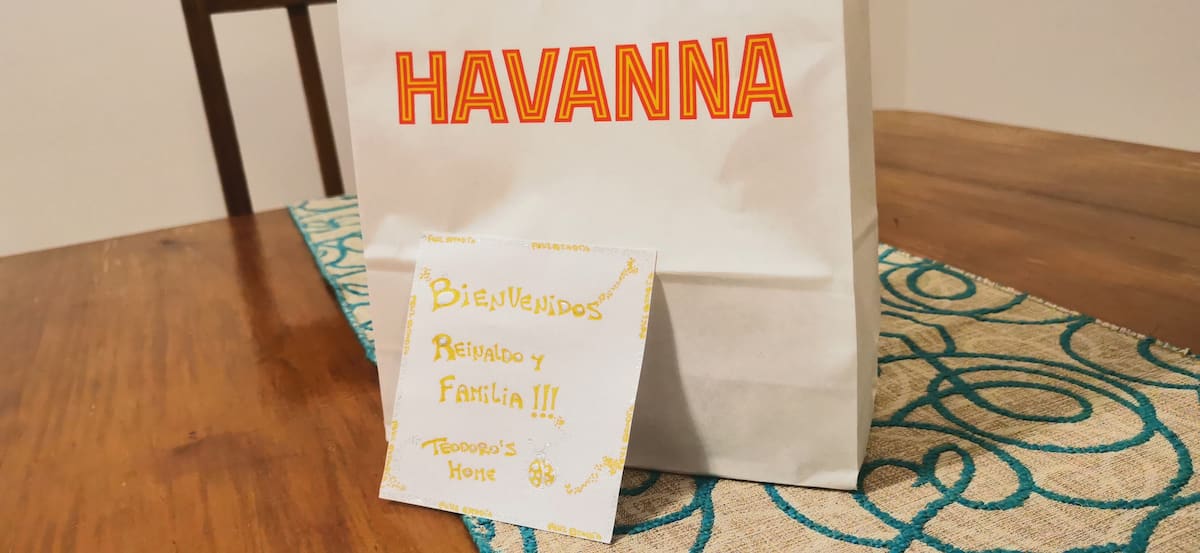 HAVANNA
BIENVENIDOS
REINALDO Y
FAMILIA !!!
TEODORO'S
HOME